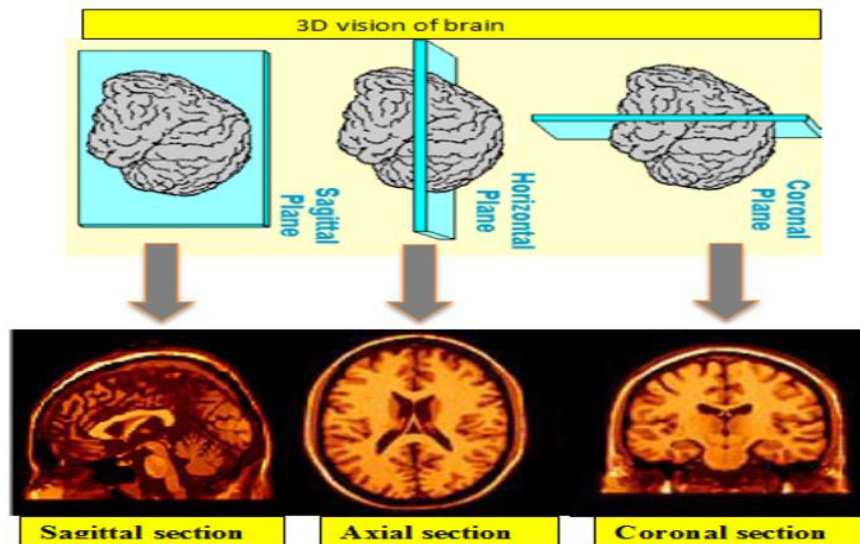 3D vision of brain
Sagittal
Plane
Horizontal
Plane
Coronal
Plane
Sagittal section
Axial section
Coronal section